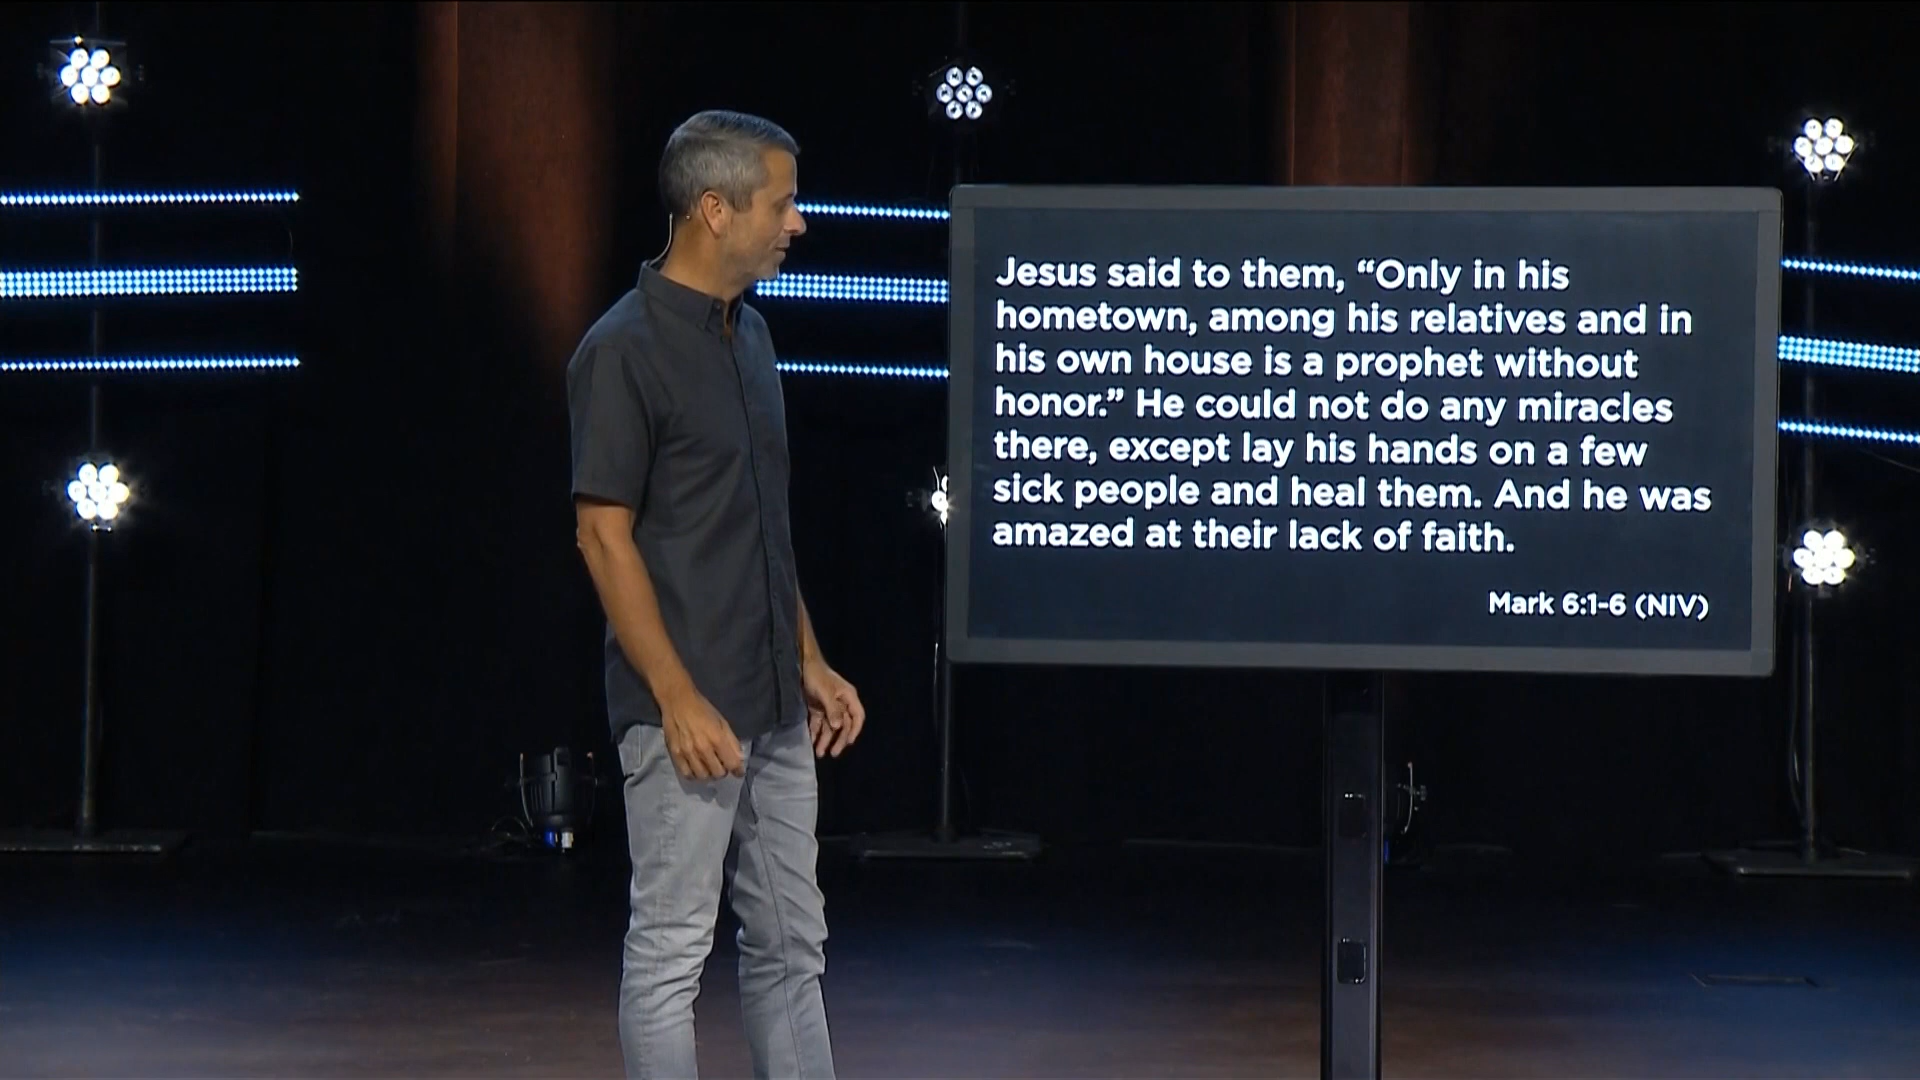 Jesus said to them, “Only in his
hometown, among his relatives and in
his own house is a prophet without
honor.” He could not do any miracles
there, except lay his hands on a few
sick people and heal them. And he was
amazed at their lack of faith.
Mark 6:1-6 (NIV)